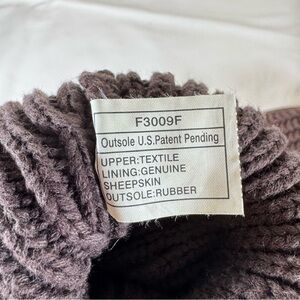 F3009F
Outsole U.S.Patent Pending
UPPER:TEXTILE
LINING:GENUINE
SHEEPSKIN
OUTSOLE:RUBBER